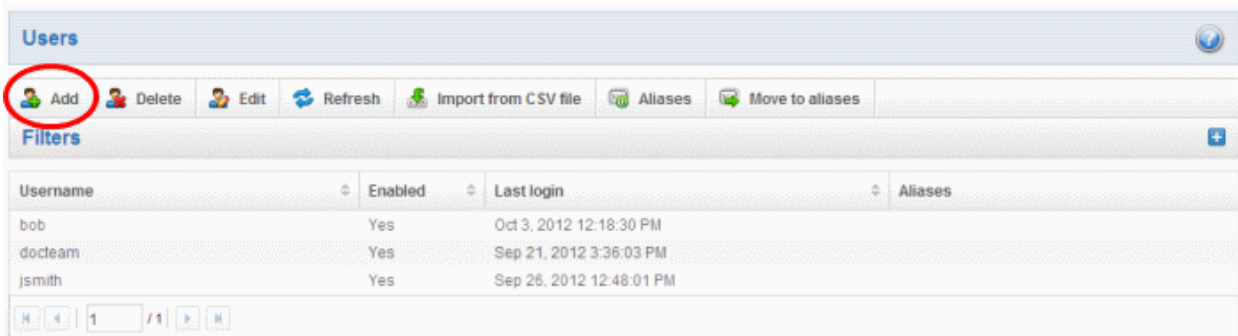 Users
Add Delete Edit Refresh Import from CSV file Aliases Move to aliases
Filters
Username Enabled Last login Aliases
bob Yes Oct 3, 2012 12:18:30 PM
docteam Yes Sep 21, 2012 3:36:03 PM
jsmith Yes Sep 26, 2012 12:48:01 PM
1 / 1